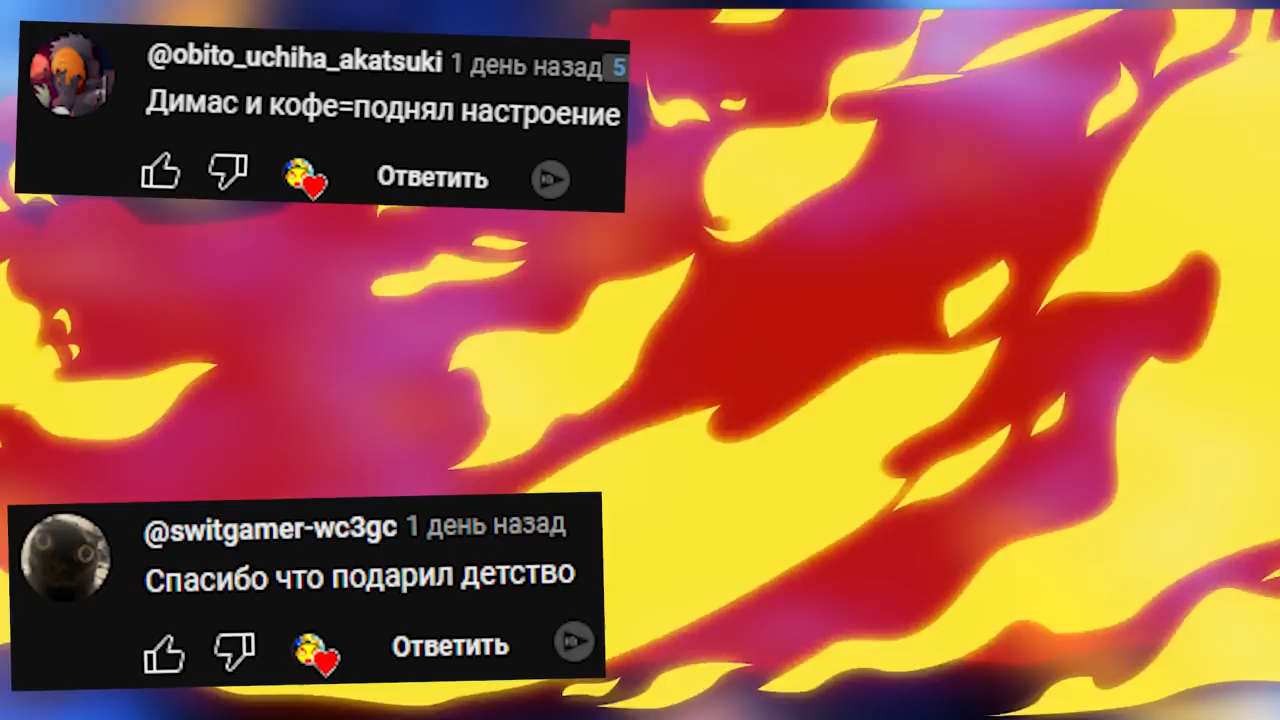 @obito_uchiha_akatsuki 1 день назад 5
Димас и кофе=поднял настроение
Ответить
@switgamer-wc3gc 1 день назад
Спасибо что подарил детство
Ответить